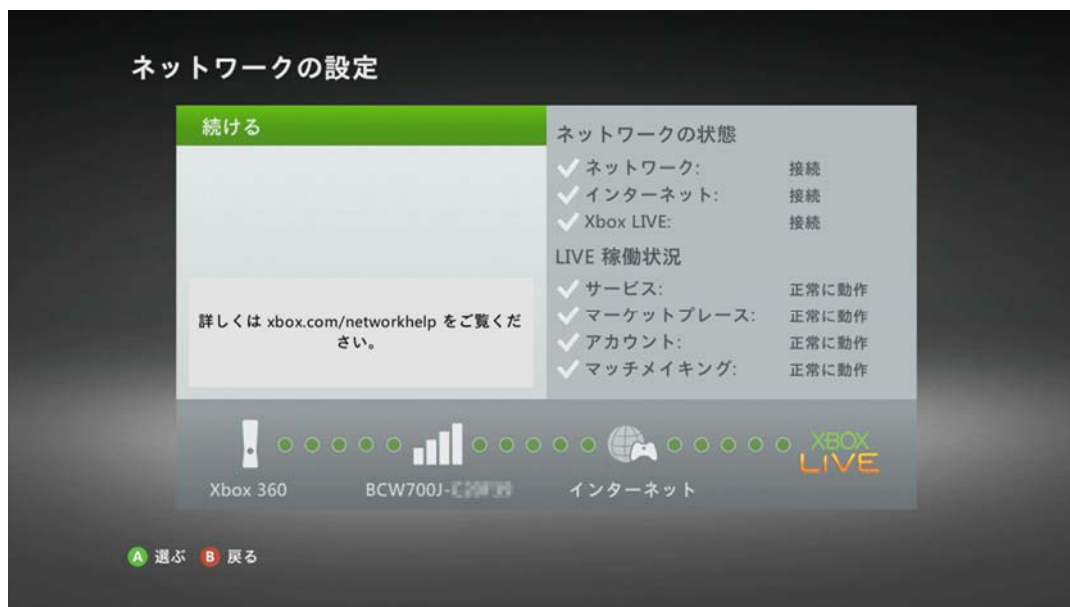 ネットワークの設定
続ける
詳しくは xbox.com/networkhelp をご覧くだ
さい。
ネットワークの状態
ネットワーク: 接続
インターネット: 接続
Xbox LIVE: 接続
LIVE 稼働状況
サービス: 正常に動作
マーケットプレース: 正常に動作
アカウント: 正常に動作
マッチメイキング: 正常に動作
XBOX
LIVE
Xbox 360 BCW700J- インターネット
A 選ぶ B 戻る